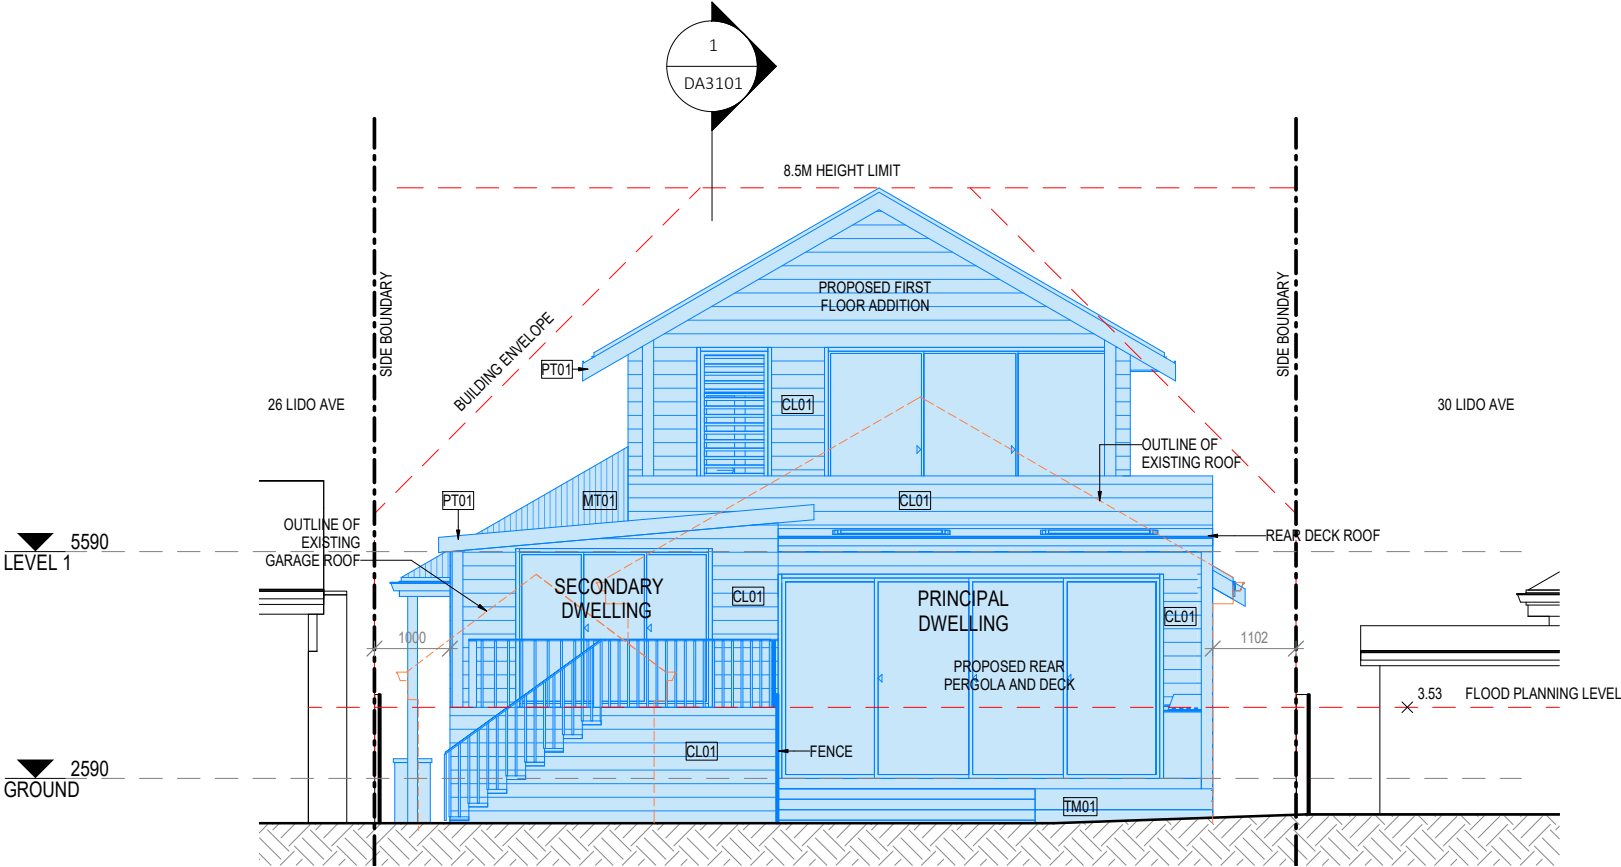 1
DA3101
8.5M HEIGHT LIMIT
SIDE BOUNDARY
SIDE BOUNDARY
BUILDING ENVELOPE
PROPOSED FIRST
FLOOR ADDITION
PT01
CL01
26 LIDO AVE
30 LIDO AVE
OUTLINE OF
EXISTING ROOF
PT01
MT01
CL01
OUTLINE OF
EXISTING
GARAGE ROOF
REAR DECK ROOF
5590
LEVEL 1
SECONDARY
DWELLING
CL01
PRINCIPAL
DWELLING
CL01
1000
1102
PROPOSED REAR
PERGOLA AND DECK
3.53 FLOOD PLANNING LEVEL
CL01
FENCE
2590
GROUND
TM01